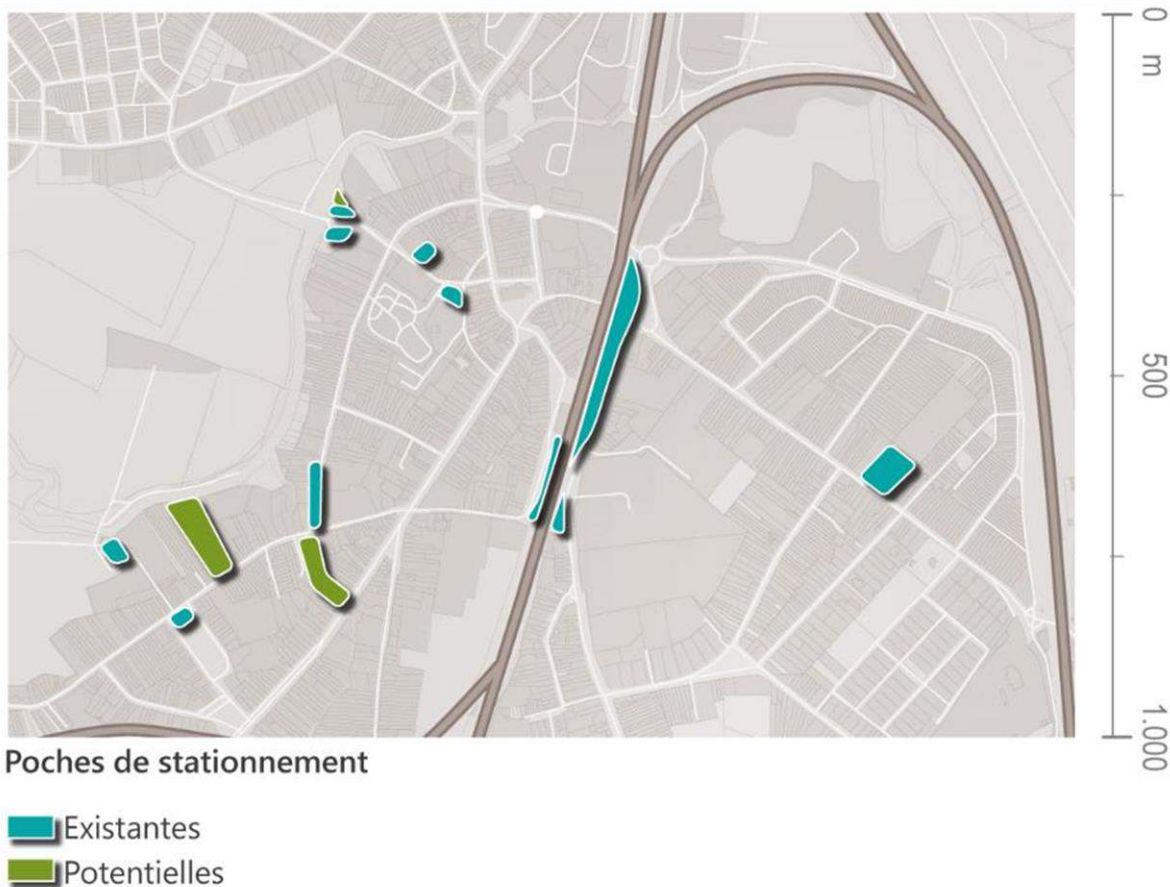 0 m
500
1.000
Poches de stationnement
Existantes
Potentielles